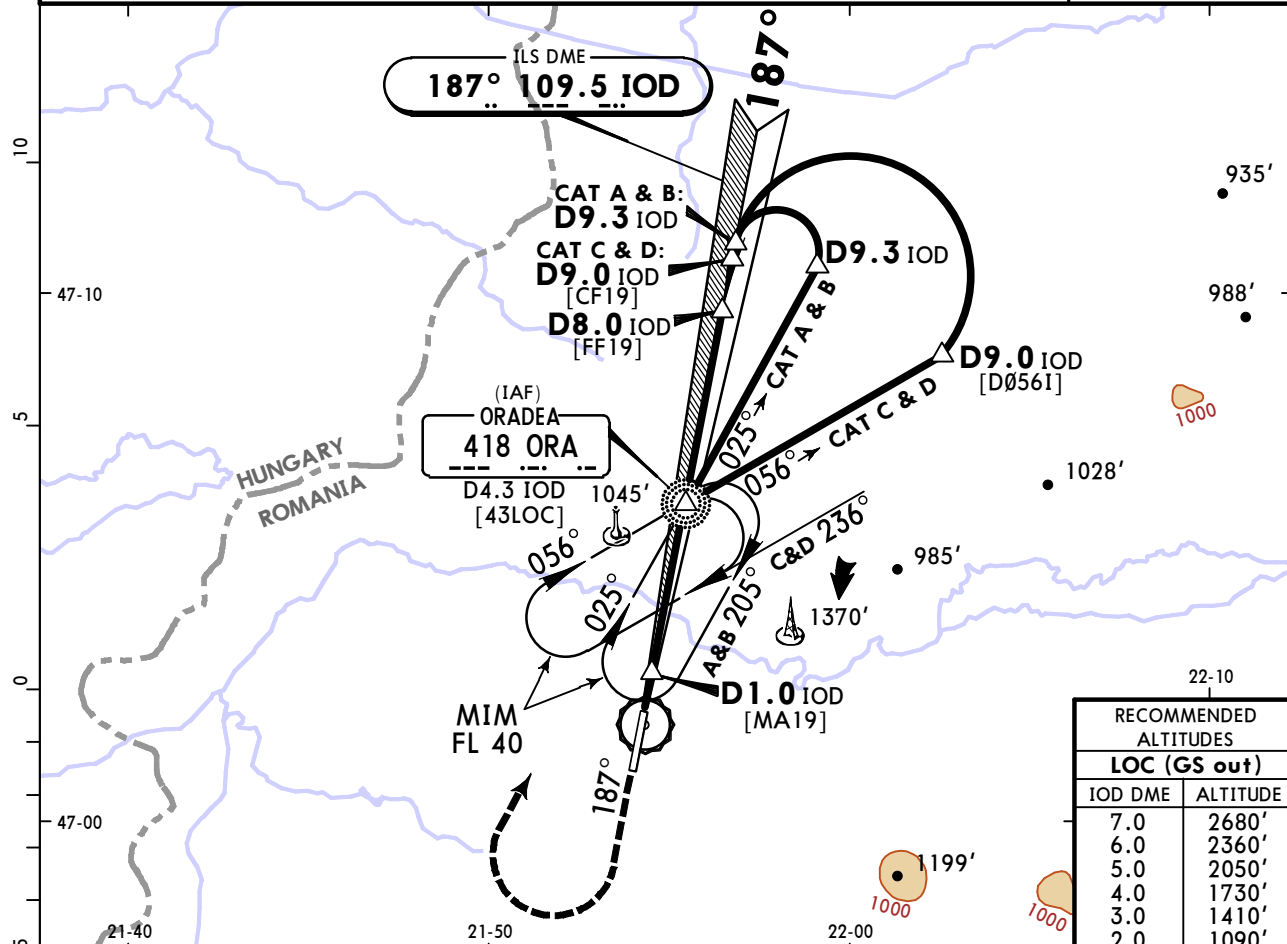 ILS DME
187° 109.5 IOD
187°
CAT A & B:
D9.3 IOD
CAT C & D:
D9.0 IOD
[CF19]
D8.0 IOD
[FF19]
D9.3 IOD
D9.0 IOD
[DØ56I]
935'
988'
1000
1028'
985'
10
47-10
5
(IAF)
ORADEA
418 ORA
D4.3 IOD
[43LOC]
1045'
HUNGARY
ROMANIA
025° CAT A & B
056° CAT C & D
056°
025°
C&D 236°
A&B 205°
1370'
0
MIM
FL 40
D1.0 IOD
[MA19]
187°
22-10
47-00
1199'
1000
1000
21-40
21-50
22-00
5
RECOMMENDED
ALTITUDES
LOC (GS out)
IOD DME ALTITUDE
7.0 2680'
6.0 2360'
5.0 2050'
4.0 1730'
3.0 1410'
2.0 1090'